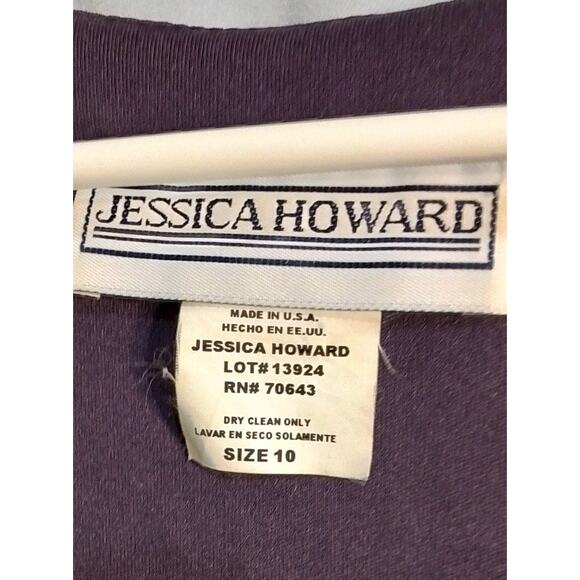 JESSICA HOWARD
MADE IN U.S.A.
HECHO EN EE.UU.
JESSICA HOWARD
LOT# 13924
RN# 70643
DRY CLEAN ONLY
LAVAR EN SECO SOLAMENTE
SIZE 10